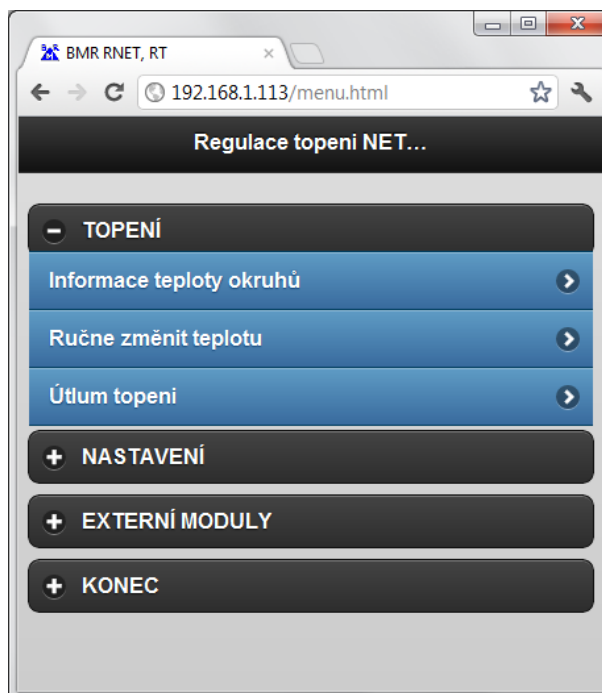 BMR RNET, RT
192.168.1.113/menu.html
Regulace topeni NET...
TOPENÍ
Informace teploty okruhů
Ručne změnit teplotu
Útlum topeni
NASTAVENÍ
EXTERNÍ MODULY
KONEC